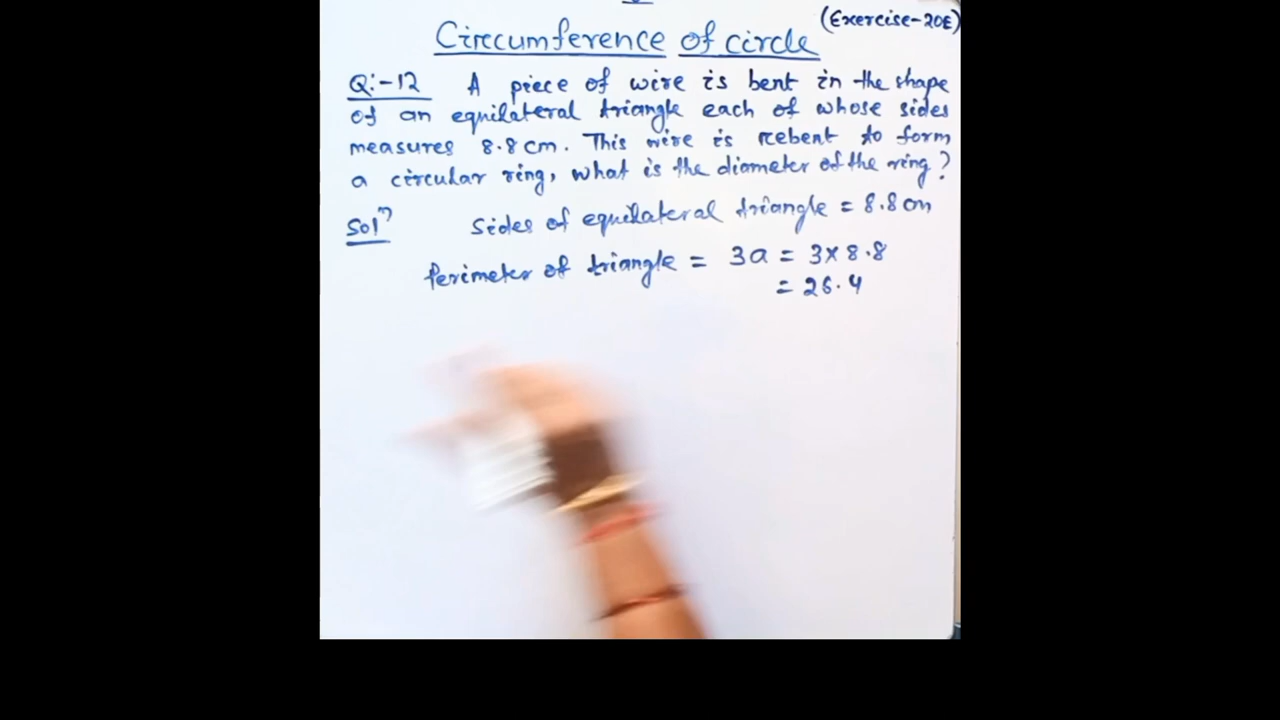 (Exercise-20E)
Circumference of circle
Q:-12 A piece of wire is bent in the shape
of an equilateral triangle each of whose sides
measures 8.8 cm. This wire is rebent to form
a circular ring, what is the diameter of the ring?
Solⁿ Sides of equilateral triangle = 8.8 cm
Perimeter of triangle = 3a = 3×8.8
= 26.4